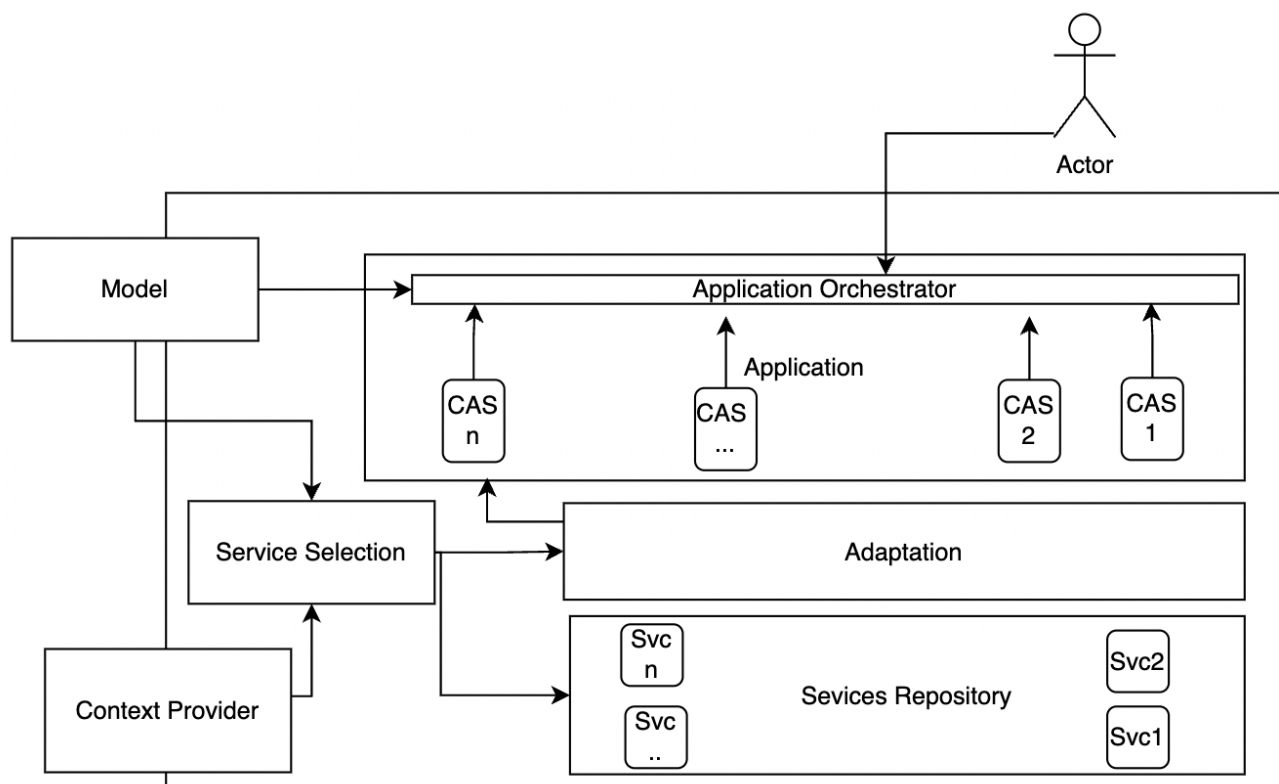 Actor
Model
Application Orchestrator
Application
CAS
n
CAS
...
CAS
2
CAS
1
Service Selection
Adaptation
Context Provider
Svc
n
Svc
..
Sevices Repository
Svc2
Svc1